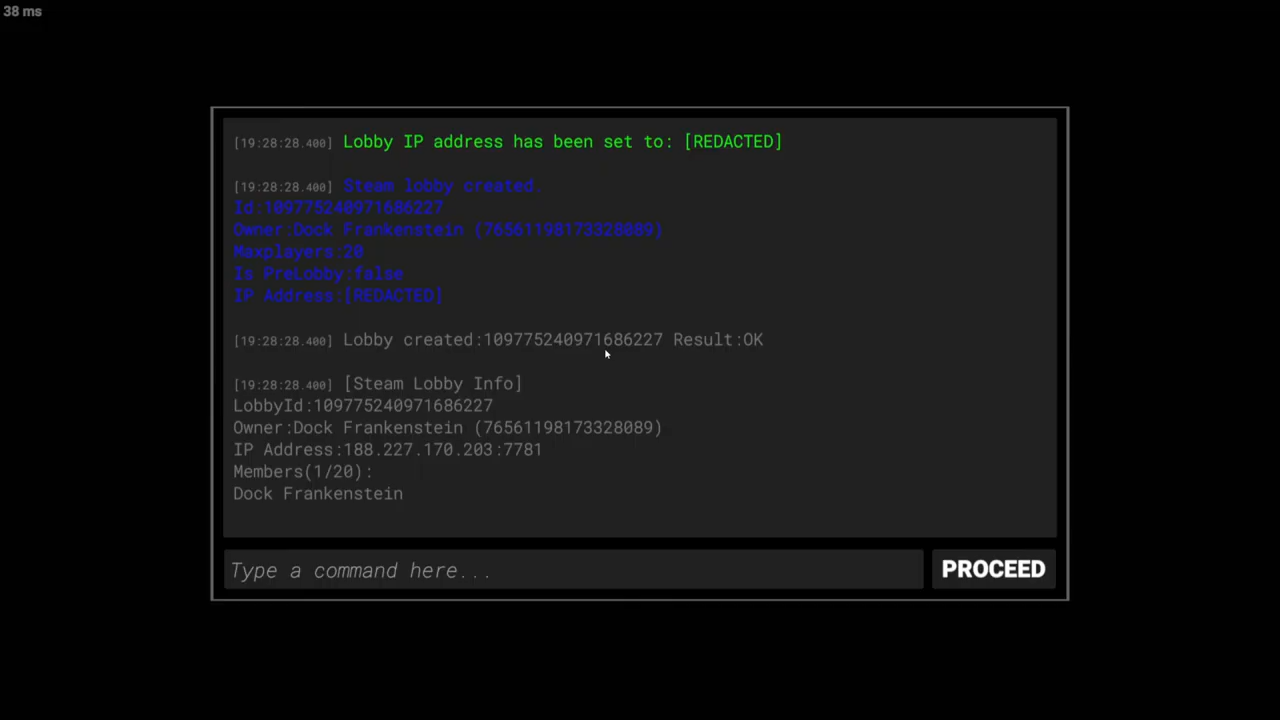 38 ms
[19:28:28.400] Lobby IP address has been set to: [REDACTED]
[19:28:28.400] Steam lobby created.
Id:109775240971686227
Owner:Dock Frankenstein (76561198173328089)
Maxplayers:20
Is PreLobby:false
IP Address:[REDACTED]
[19:28:28.400] Lobby created:109775240971686227 Result:OK
[19:28:28.400] [Steam Lobby Info]
LobbyId:109775240971686227
Owner:Dock Frankenstein (76561198173328089)
IP Address:188.227.170.203:7781
Members(1/20):
Dock Frankenstein
Type a command here...
PROCEED